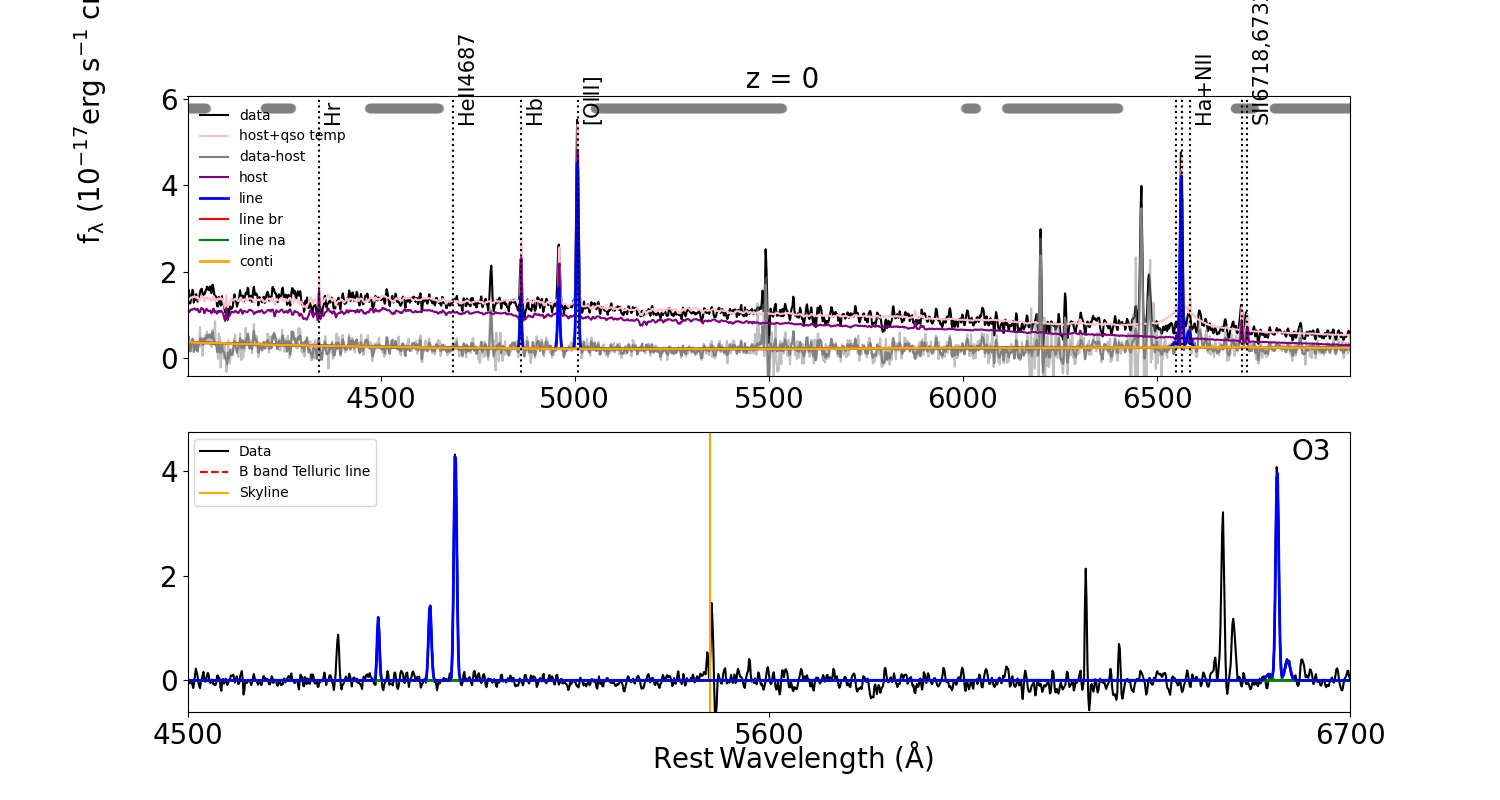 z = 0
fλ (10⁻¹⁷erg s⁻¹
6
4
2
0
Hr
HeII4687
Hb
[OIII]
Ha+NII
SII6718,673
data
host+qso temp
data-host
host
line
line br
line na
conti
4500 5000 5500 6000 6500
O3
Data
B band Telluric line
Skyline
4
2
0
4500 5600 6700
Rest Wavelength (Å)